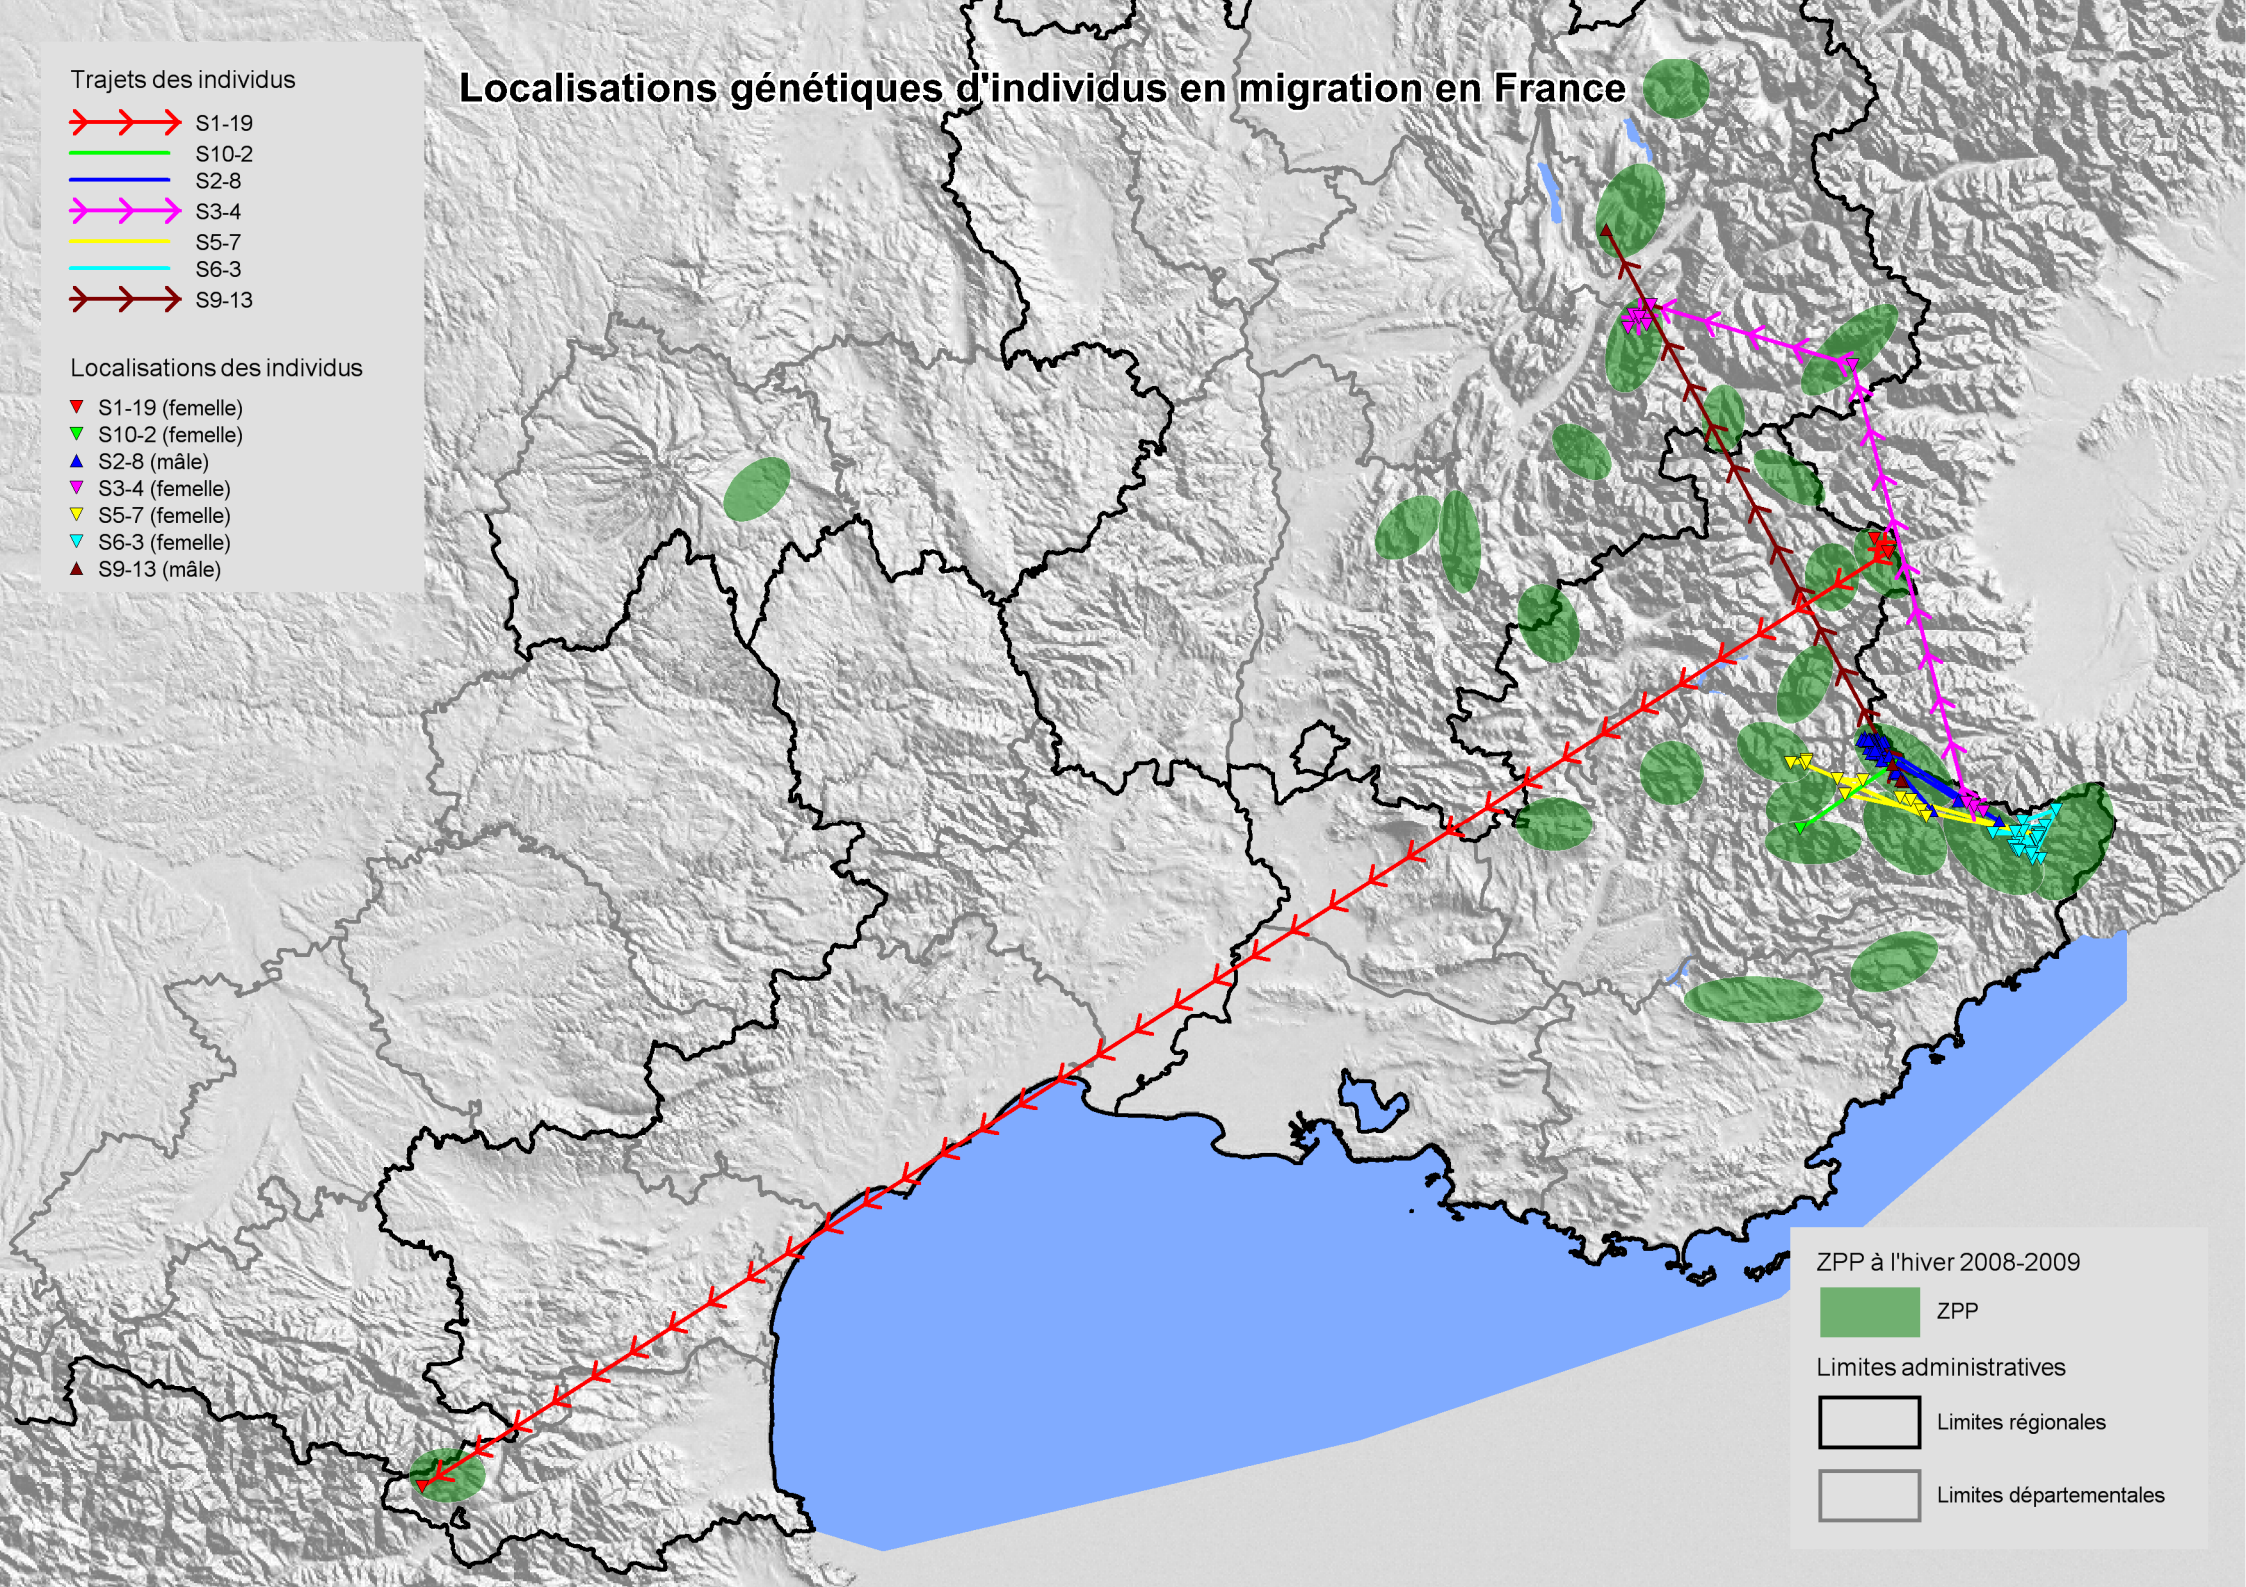 Localisations génétiques d'individus en migration en France
Trajets des individus
S1-19
S10-2
S2-8
S3-4
S5-7
S6-3
S9-13
Localisations des individus
S1-19 (femelle)
S10-2 (femelle)
S2-8 (mâle)
S3-4 (femelle)
S5-7 (femelle)
S6-3 (femelle)
S9-13 (mâle)
ZPP à l'hiver 2008-2009
ZPP
Limites administratives
Limites régionales
Limites départementales